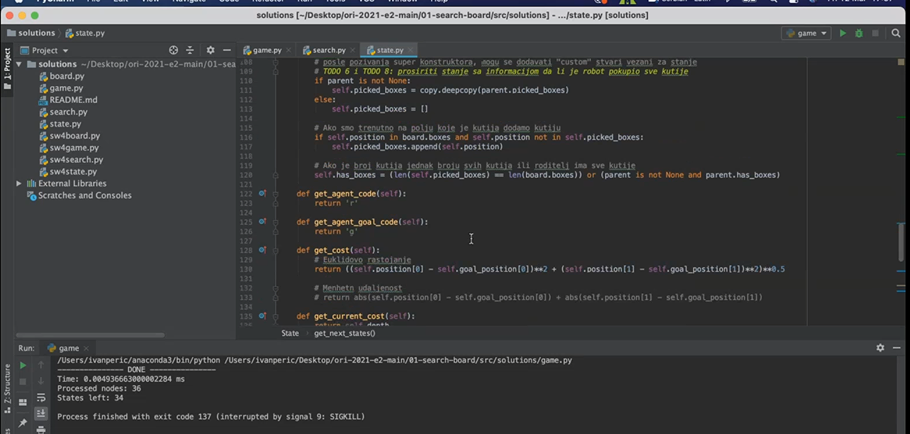 solutions [~/Desktop/ori-2021-e2-main/01-search-board/src/solutions] - .../state.py [solutions]
solutions
state.py
game
Project
game.py
search.py
state.py
1: Project
solutions ~/Desktop/ori-2021-e2-main/01-sea
board.py
game.py
README.md
search.py
state.py
sw4board.py
sw4game.py
sw4search.py
sw4state.py
External Libraries
Scratches and Consoles
108 # posle pozivanja super konstruktora, mogu se dodavati "custom" stvari vezani za stanje
109 # TODO 6 i TODO 8: prosiriti stanje sa informacijom da li je robot pokupio sve kutije
110 if parent is not None:
111 self.picked_boxes = copy.deepcopy(parent.picked_boxes)
112 else:
113 self.picked_boxes = []
114
115 # Ako smo trenutno na polju koje je kutija dodamo kutiju
116 if self.position in board.boxes and self.position not in self.picked_boxes:
117 self.picked_boxes.append(self.position)
118
119 # Ako je broj kutija jednak broju svih kutija ili roditelj ima sve kutije
120 self.has_boxes = (len(self.picked_boxes) == len(board.boxes)) or (parent is not None and parent.has_boxes)
121
122 def get_agent_code(self):
123 return 'r'
124
125 def get_agent_goal_code(self):
126 return 'g'
127
128 def get_cost(self):
129 # Euklidovo rastojanje
130 return ((self.position[0] - self.goal_position[0])**2 + (self.position[1] - self.goal_position[1])**2)**0.5
131
132 # Menhetn udaljenost
133 # return abs(self.position[0] - self.goal_position[0]) + abs(self.position[1] - self.goal_position[1])
134
135 def get_current_cost(self):
return self.depth
State
get_next_states()
Run:
game
/Users/ivanperic/anaconda3/bin/python /Users/ivanperic/Desktop/ori-2021-e2-main/01-search-board/src/solutions/game.py
--------------- DONE ---------------
Time: 0.004936663000002284 ms
Processed nodes: 36
States left: 34
Process finished with exit code 137 (interrupted by signal 9: SIGKILL)
7: Structure